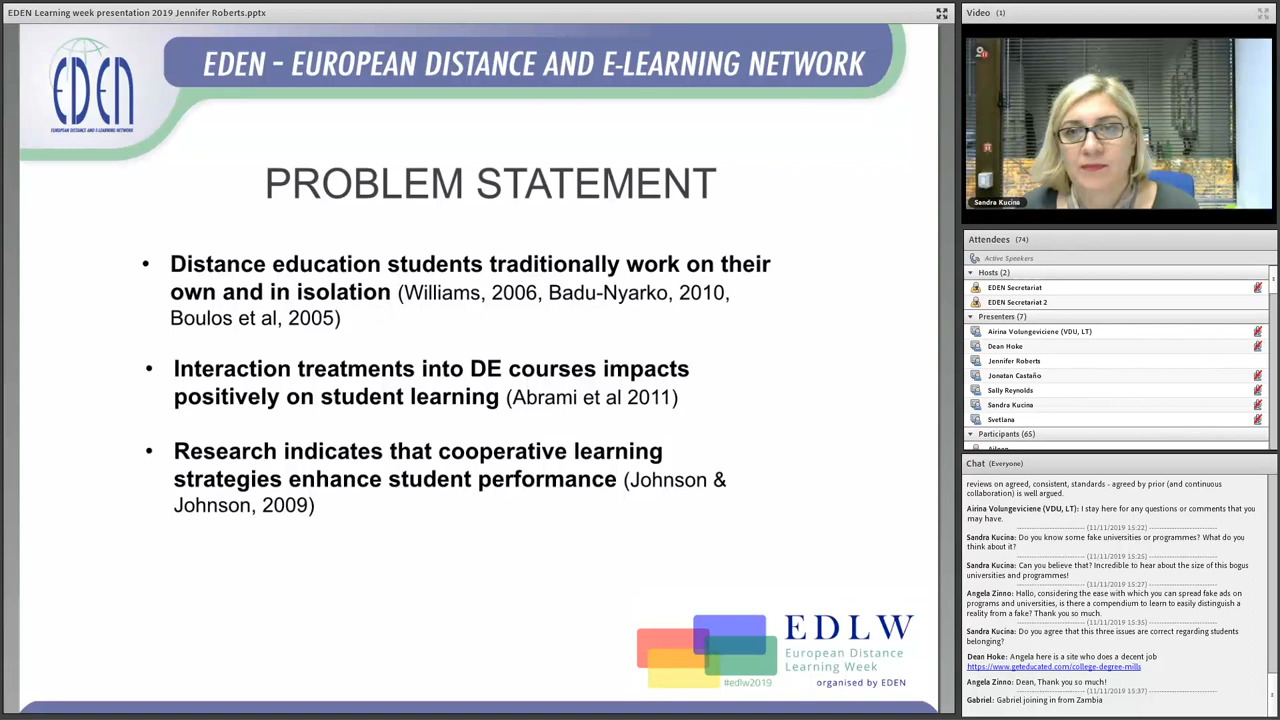 EDEN Learning week presentation 2019 Jennifer Roberts.pptx
EDEN
EUROPEAN DISTANCE AND E-LEARNING NETWORK
EDEN - EUROPEAN DISTANCE AND E-LEARNING NETWORK
PROBLEM STATEMENT
• Distance education students traditionally work on their
own and in isolation (Williams, 2006, Badu-Nyarko, 2010,
Boulos et al, 2005)
• Interaction treatments into DE courses impacts
positively on student learning (Abrami et al 2011)
• Research indicates that cooperative learning
strategies enhance student performance (Johnson &
Johnson, 2009)
EDLW
European Distance
Learning Week
#edlw2019
organised by EDEN
Video (1)
Sandra Kucina
Attendees (74)
Active Speakers
Hosts (2)
EDEN Secretariat
EDEN Secretariat 2
Presenters (7)
Airina Volungeviciene (VDU, LT)
Dean Hoke
Jennifer Roberts
Jonatan Castaño
Sally Reynolds
Sandra Kucina
Svetlana
Participants (65)
Chat (Everyone)
reviews on agreed, consistent, standards - agreed by prior (and continuous
collaboration) is well argued.
Airina Volungeviciene (VDU, LT): I stay here for any questions or comments that you
may have.
(11/11/2019 15:22)
Sandra Kucina: Do you know some fake universities or programmes? What do you
think about it?
(11/11/2019 15:25)
Sandra Kucina: Can you believe that? Incredible to hear about the size of this bogus
universities and programmes!
(11/11/2019 15:27)
Angela Zinno: Hallo, considering the ease with which you can spread fake ads on
programs and universities, is there a compendium to learn to easily distinguish a
reality from a fake? Thank you so much.
(11/11/2019 15:35)
Sandra Kucina: Do you agree that this three issues are correct regarding students
belonging?
Dean Hoke: Angela here is a site who does a decent job
https://www.geteducated.com/college-degree-mills
Angela Zinno: Dean, Thank you so much!
(11/11/2019 15:37)
Gabriel: Gabriel joining in from Zambia